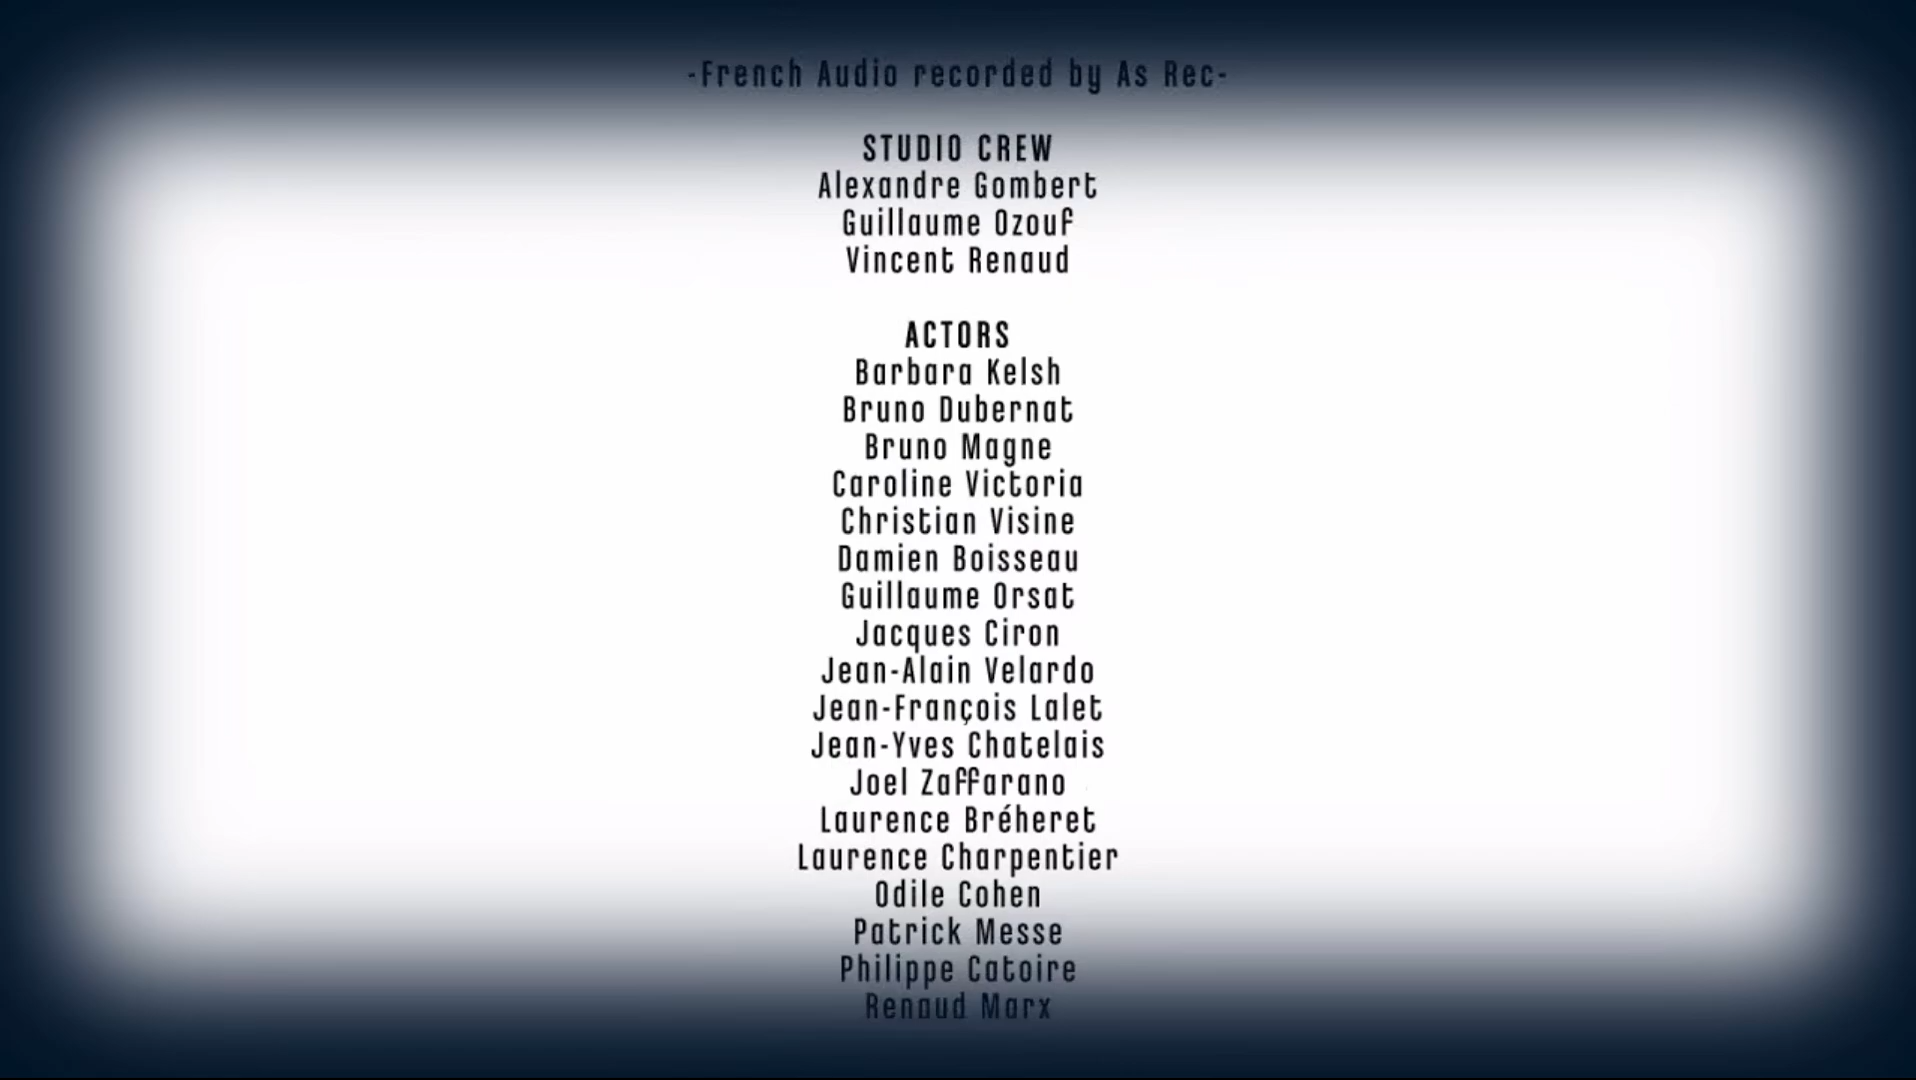 -French Audio recorded by As Rec-
STUDIO CREW
Alexandre Gombert
Guillaume Ozouf
Vincent Renaud
ACTORS
Barbara Kelsh
Bruno Dubernat
Bruno Magne
Caroline Victoria
Christian Visine
Damien Boisseau
Guillaume Orsat
Jacques Ciron
Jean-Alain Velardo
Jean-François Lalet
Jean-Yves Chatelais
Joel Zaffarano
Laurence Bréheret
Laurence Charpentier
Odile Cohen
Patrick Messe
Philippe Catoire
Renaud Marx